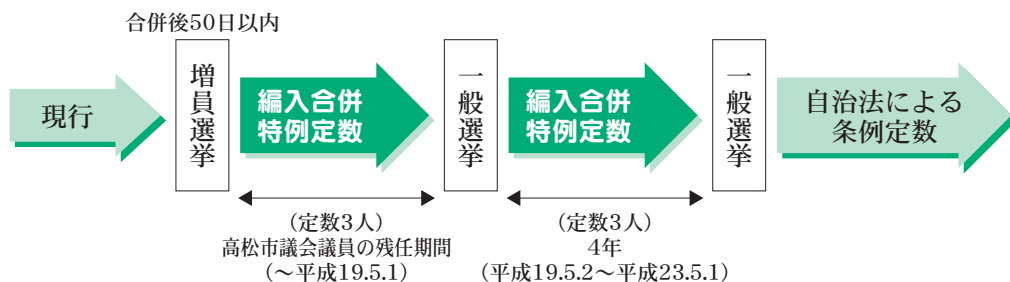 合併後50日以内
現行
増員選挙
編入合併
特例定数
一般選挙
編入合併
特例定数
一般選挙
自治法による
条例定数
（定数3人）
高松市議会議員の残任期間
（～平成19.5.1）
（定数3人）
4年
（平成19.5.2～平成23.5.1）